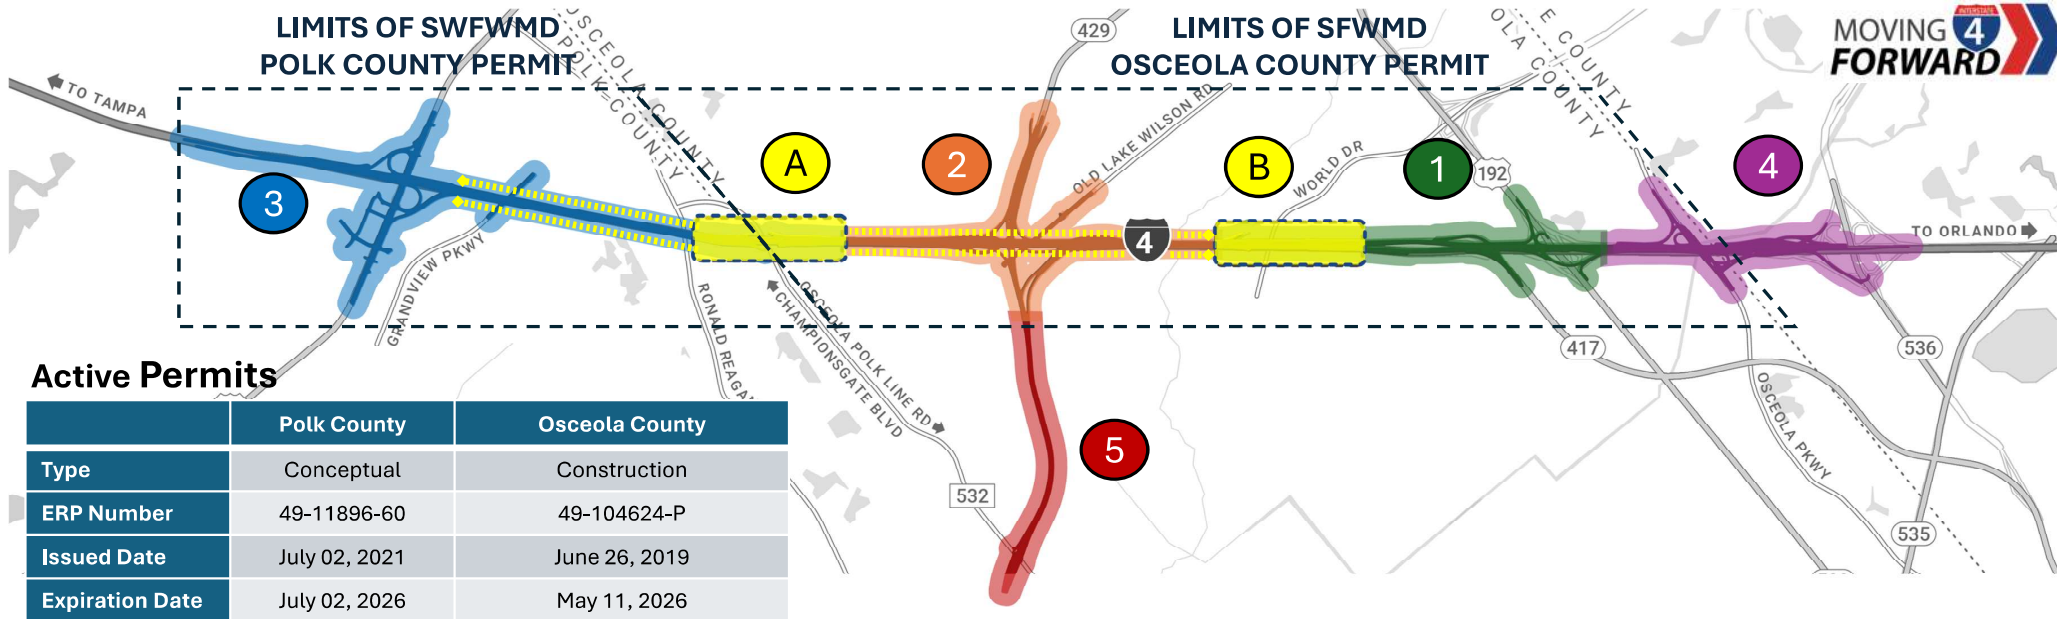 LIMITS OF SWFWMD
POLK COUNTY PERMIT
LIMITS OF SFWMD
OSCEOLA COUNTY PERMIT
MOVING
FORWARD
INTERSTATE
4
TO TAMPA
OSCEOLA COUNTY
POLK COUNTY
429
OLD LAKE WILSON RD
WORLD DR
192
E COUNTY
OLA COUNTY
3
A
2
B
1
4
4
TO ORLANDO
GRANDVIEW PKWY
RONALD REAGA
CHAMPIONSGATE BLVD
OSCEOLA POLK LINE RD
532
5
417
536
OSCEOLA PKWY
535
Active Permits
Polk County Osceola County
Type Conceptual Construction
ERP Number 49-11896-60 49-104624-P
Issued Date July 02, 2021 June 26, 2019
Expiration Date July 02, 2026 May 11, 2026